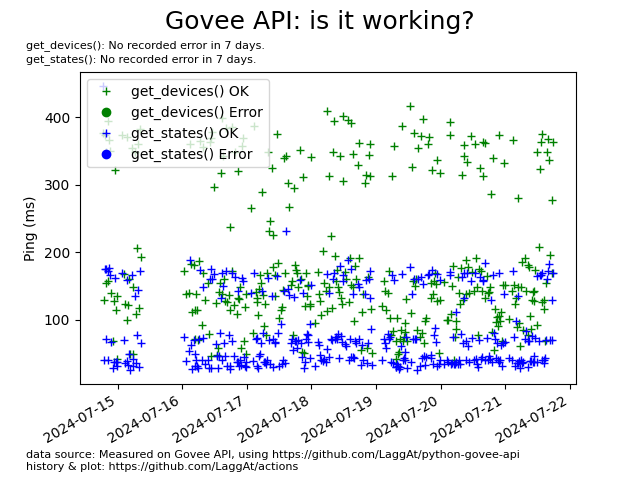 Govee API: is it working?
get_devices(): No recorded error in 7 days.
get_states(): No recorded error in 7 days.
get_devices() OK
get_devices() Error
get_states() OK
get_states() Error
Ping (ms)
400
300
200
100
2024-07-15
2024-07-16
2024-07-17
2024-07-18
2024-07-19
2024-07-20
2024-07-21
2024-07-22
data source: Measured on Govee API, using https://github.com/LaggAt/python-govee-api
history & plot: https://github.com/LaggAt/actions